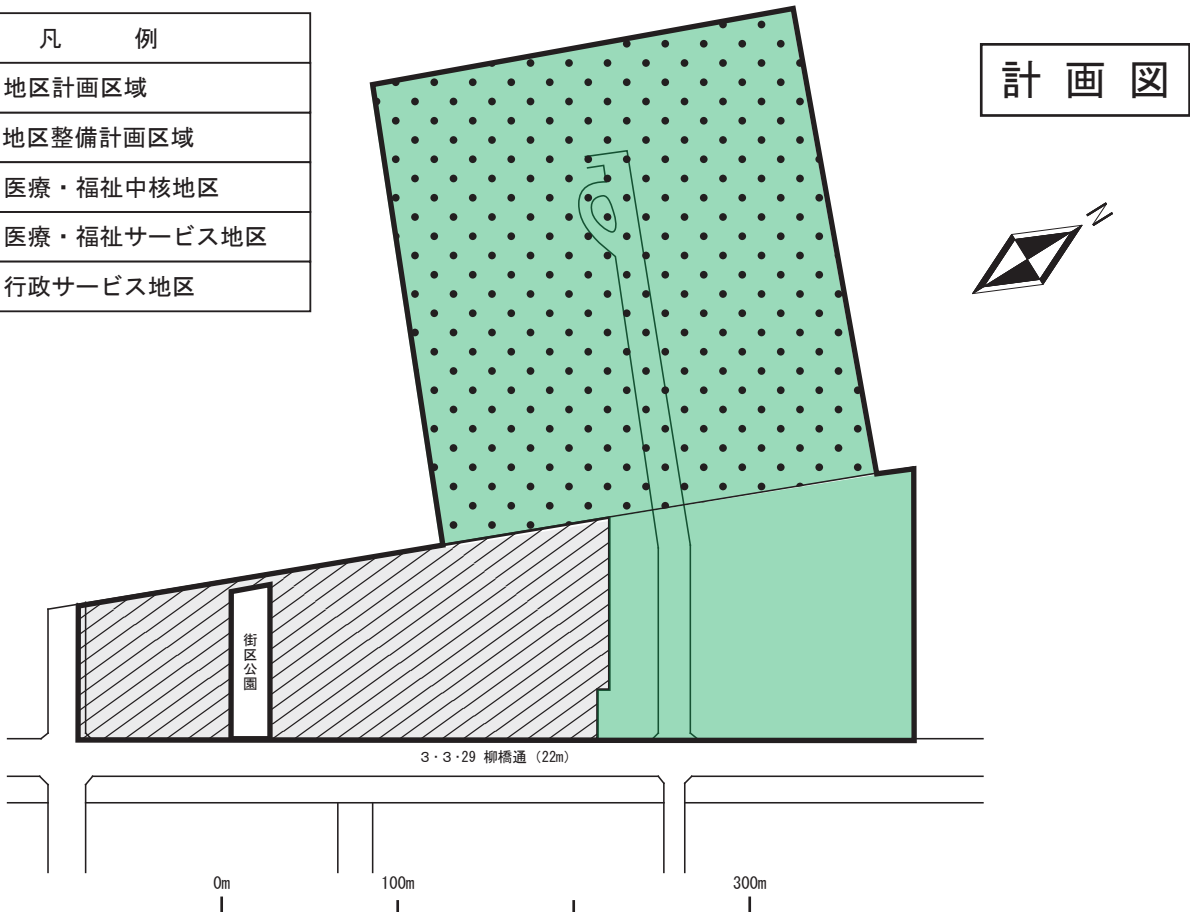 凡 例
地区計画区域
地区整備計画区域
医療・福祉中核地区
医療・福祉サービス地区
行政サービス地区
計画図
N
街区公園
3・3・29 柳橋通（22m）
0m 100m 300m